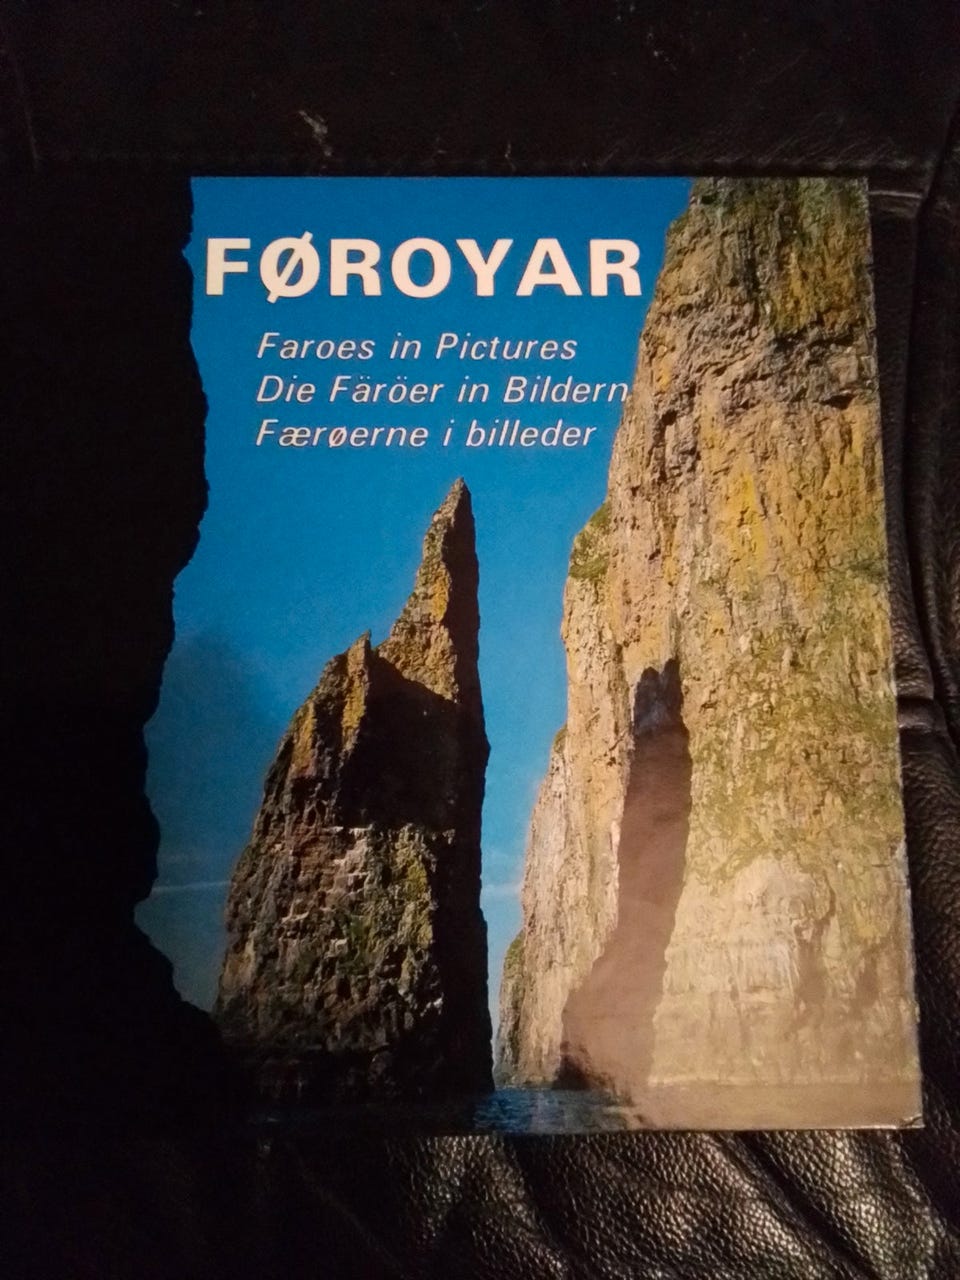 FØROYAR
Faroes in Pictures
Die Färöer in Bildern
Færøerne i billeder